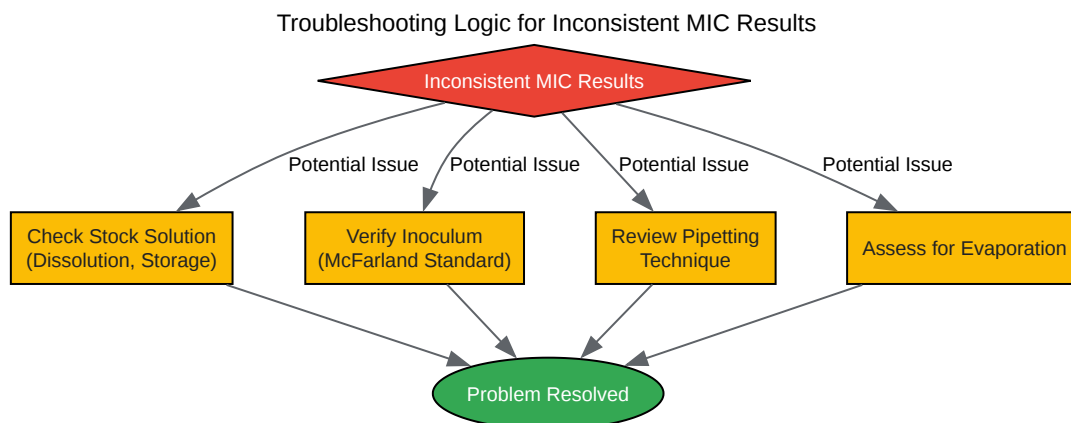 Troubleshooting Logic for Inconsistent MIC Results
Inconsistent MIC Results
Potential Issue
Potential Issue
Potential Issue
Potential Issue
Check Stock Solution
(Dissolution, Storage)
Verify Inoculum
(McFarland Standard)
Review Pipetting
Technique
Assess for Evaporation
Problem Resolved